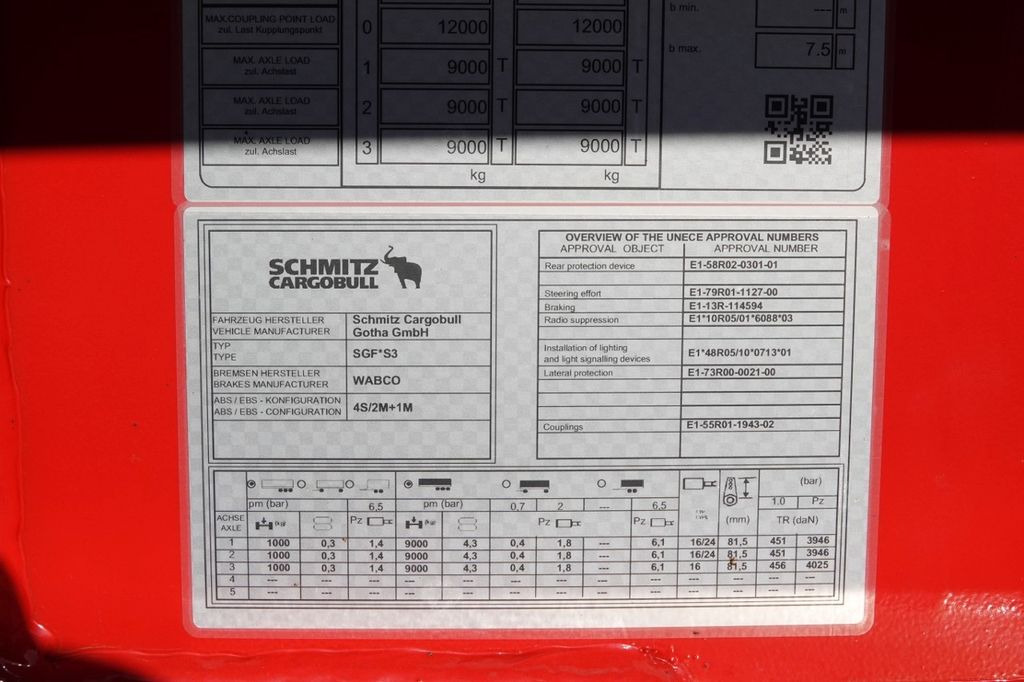 MAX.COUPLING POINT LOAD
zul. Last Kupplungspunkt
0 12000 12000
MAX. AXLE LOAD
zul. Achslast
1 9000 T 9000 T
MAX. AXLE LOAD
zul. Achslast
2 9000 T 9000 T
MAX. AXLE LOAD
zul. Achslast
3 9000 T 9000 T
kg kg
b min. --- m
b max. 7.5 m
SCHMITZ
CARGOBULL
FAHRZEUG HERSTELLER
VEHICLE MANUFACTURER
Schmitz Cargobull
Gotha GmbH
TYP
TYPE
SGF*S3
BREMSEN HERSTELLER
BRAKES MANUFACTURER
WABCO
ABS / EBS - KONFIGURATION
ABS / EBS - CONFIGURATION
4S/2M+1M
OVERVIEW OF THE UNECE APPROVAL NUMBERS
APPROVAL OBJECT APPROVAL NUMBER
Rear protection device E1-58R02-0301-01
Steering effort E1-79R01-1127-00
Braking E1-13R-114594
Radio suppression E1*10R05/01*6088*03
Installation of lighting
and light signalling devices E1*48R05/10*0713*01
Lateral protection E1-73R00-0021-00
Couplings E1-55R01-1943-02
pm (bar) 6,5 pm (bar) 0,7 2 --- 6,5 (bar)
1.0 Pz
ACHSE
AXLE
Pz Pz Pz TYPE (mm) TR (daN)
1 1000 0,3 1,4 9000 4,3 0,4 1,8 --- 6,1 16/24 81,5 451 3946
2 1000 0,3 1,4 9000 4,3 0,4 1,8 --- 6,1 16/24 81,5 451 3946
3 1000 0,3 1,4 9000 4,3 0,4 1,8 --- 6,1 16 81,5 456 4025
4 --- --- --- --- --- --- --- --- --- --- --- --- ---
5 --- --- --- --- --- --- --- --- --- --- --- --- ---